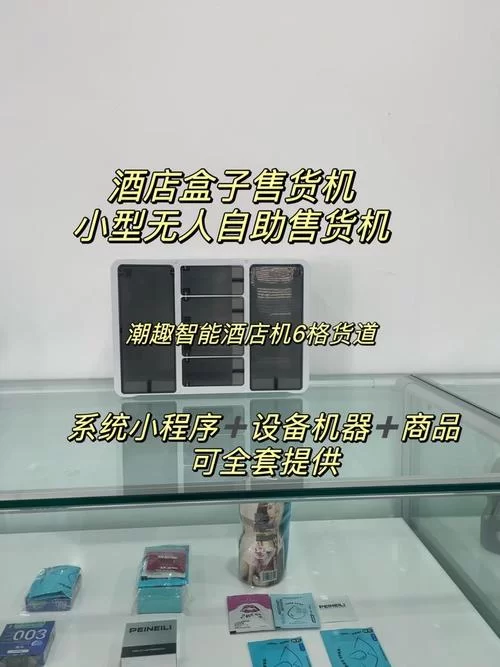 酒店盒子售货机
小型无人自助售货机
潮趣智能酒店机6格货道
系统小程序+设备机器+商品
可全套提供
003
PEINEILI